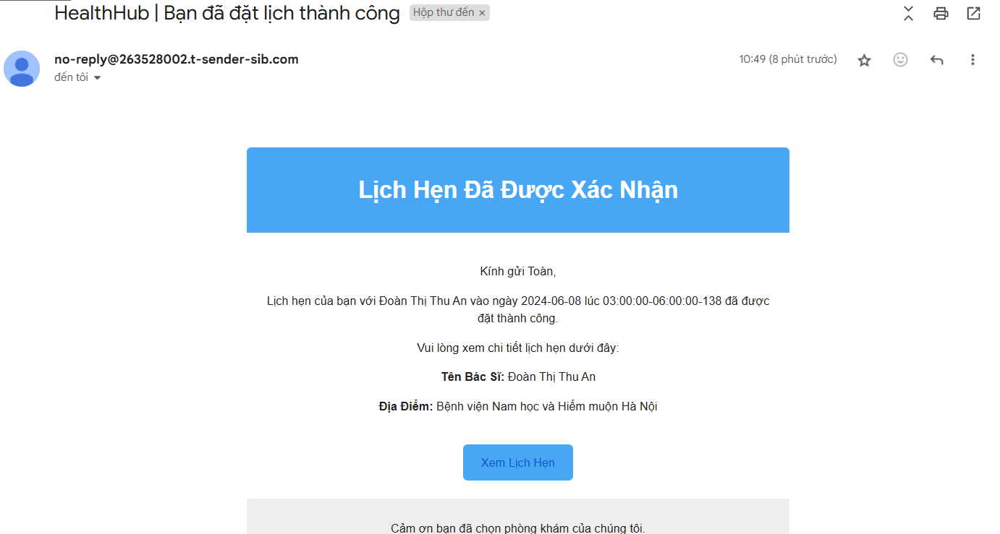 HealthHub | Bạn đã đặt lịch thành công Hộp thư đến ×
no-reply@263528002.t-sender-sib.com 10:49 (8 phút trước)
đến tôi
Lịch Hẹn Đã Được Xác Nhận
Kính gửi Toàn,
Lịch hẹn của bạn với Đoàn Thị Thu An vào ngày 2024-06-08 lúc 03:00:00-06:00:00-138 đã được
đặt thành công.
Vui lòng xem chi tiết lịch hẹn dưới đây:
Tên Bác Sĩ: Đoàn Thị Thu An
Địa Điểm: Bệnh viện Nam học và Hiếm muộn Hà Nội
Xem Lịch Hẹn
Cảm ơn bạn đã chọn phòng khám của chúng tôi.